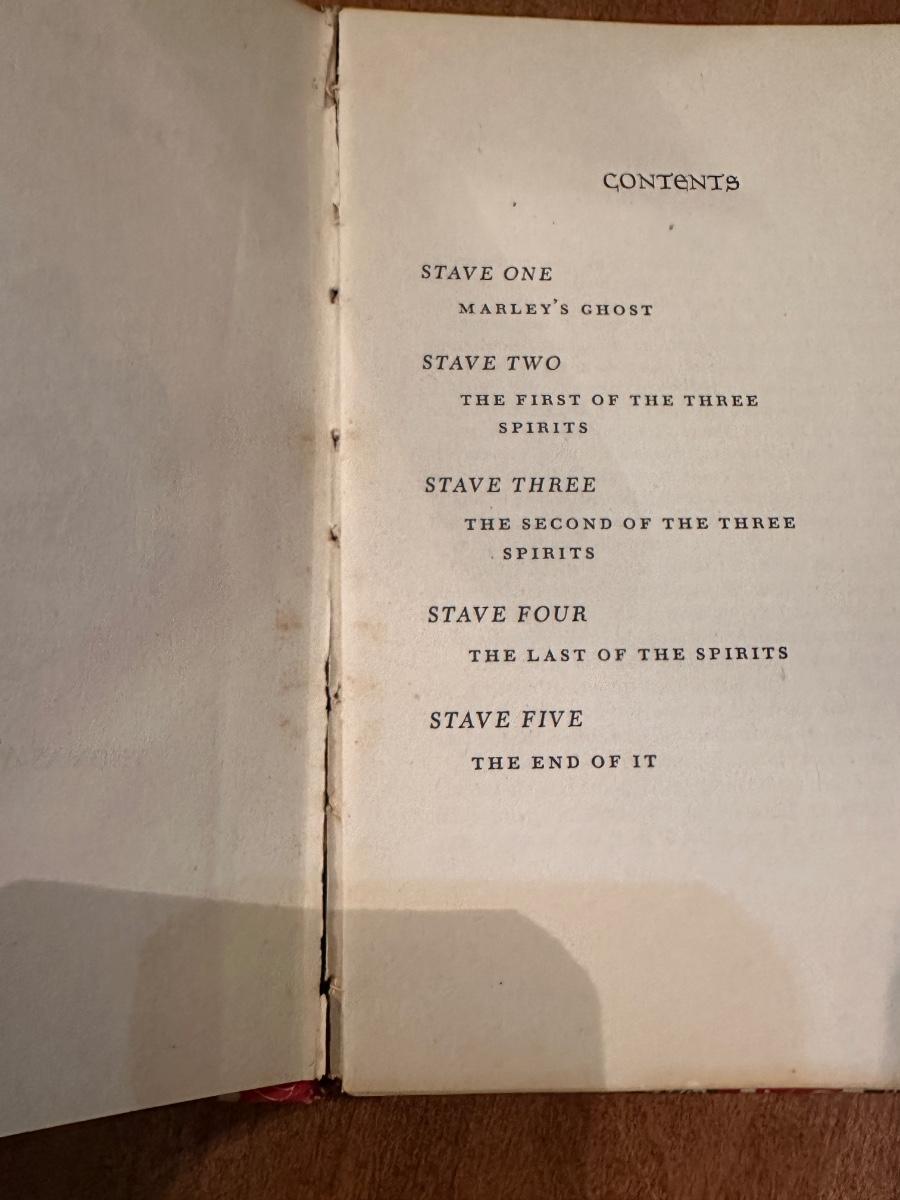 CONTENTS
STAVE ONE
MARLEY'S GHOST
STAVE TWO
THE FIRST OF THE THREE
SPIRITS
STAVE THREE
THE SECOND OF THE THREE
SPIRITS
STAVE FOUR
THE LAST OF THE SPIRITS
STAVE FIVE
THE END OF IT